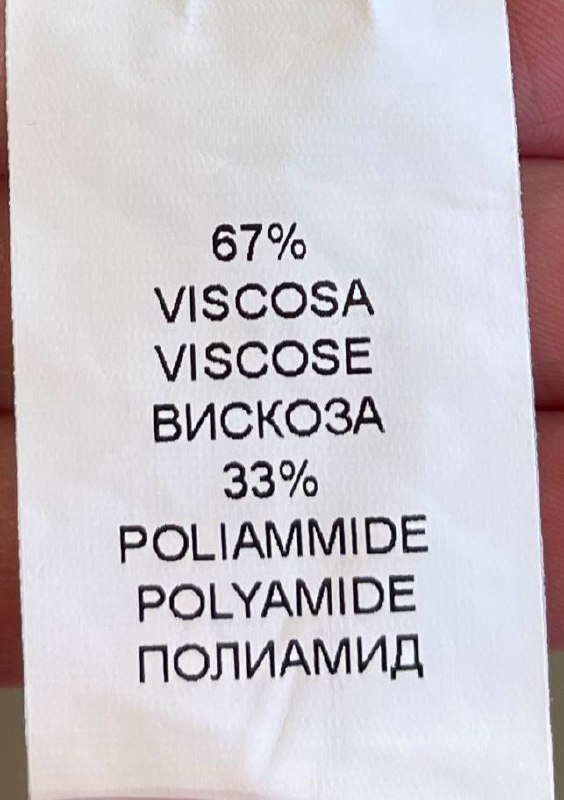 67%
VISCOSA
VISCOSE
ВИСКОЗА
33%
POLIAMMIDE
POLYAMIDE
ПОЛИАМИД